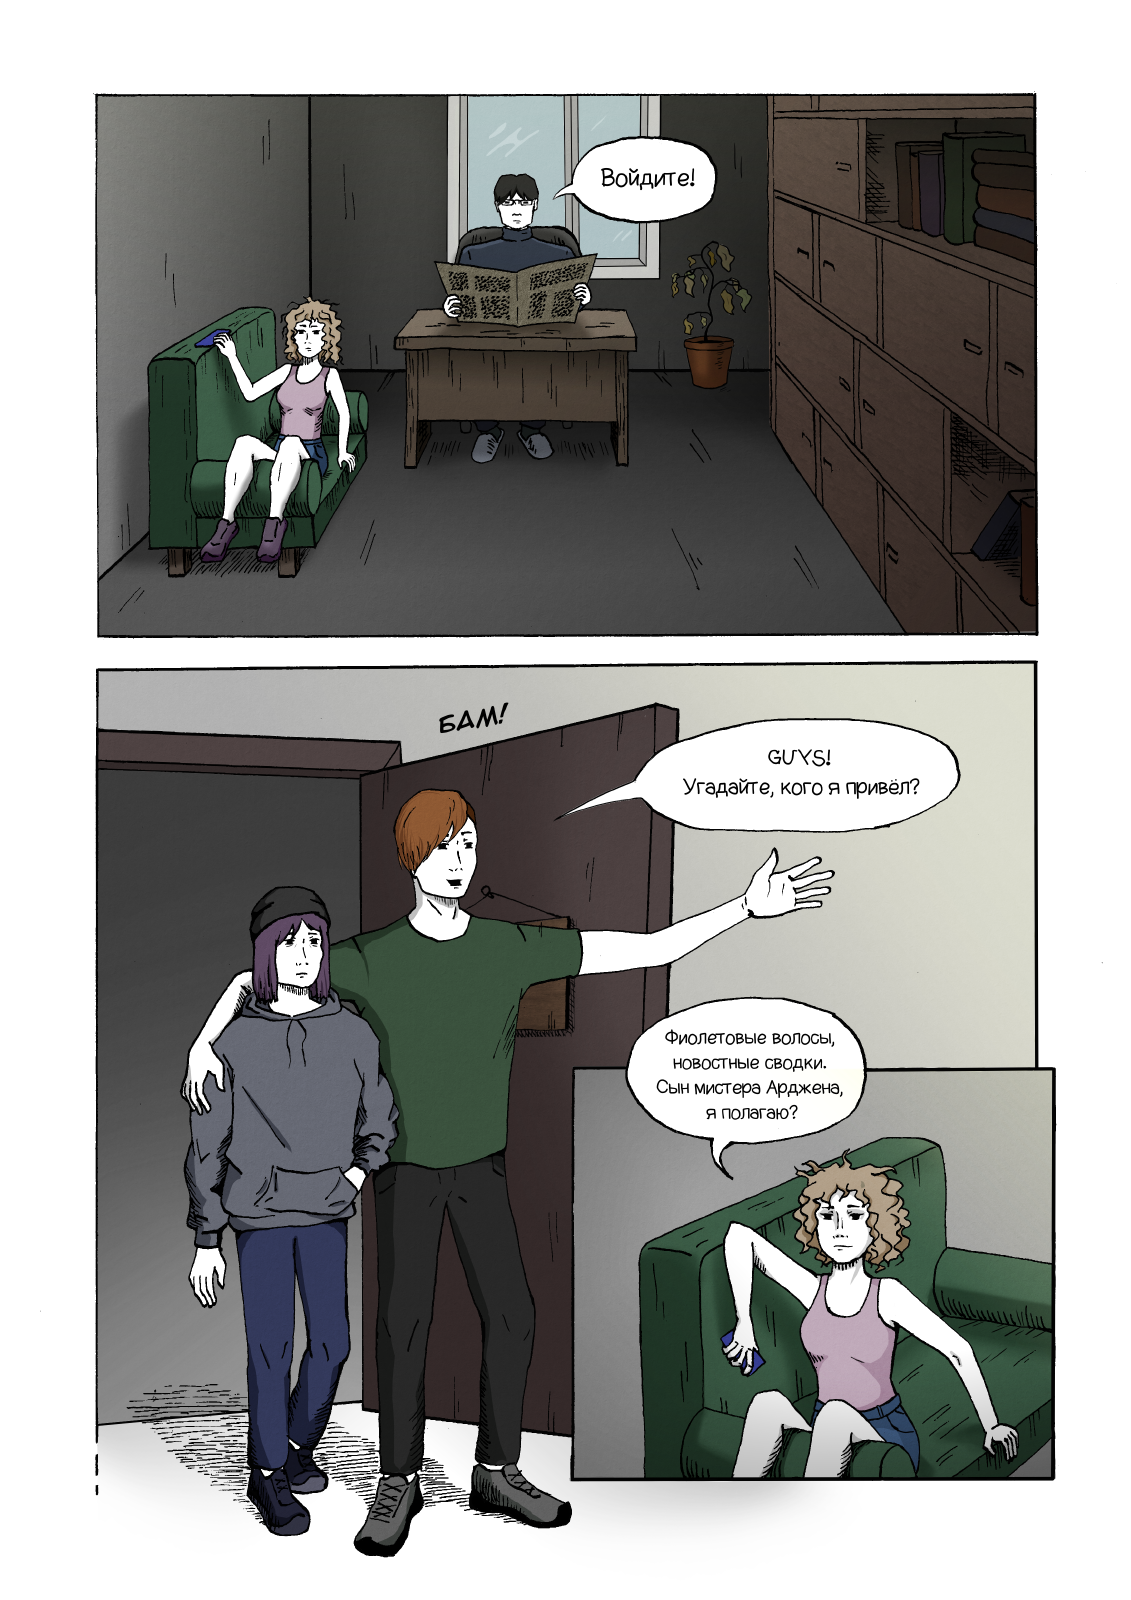 Войдите!
БАМ!
GUYS!
Угадайте, кого я привёл?
Фиолетовые волосы,
новостные сводки.
Сын мистера Арджена,
я полагаю?